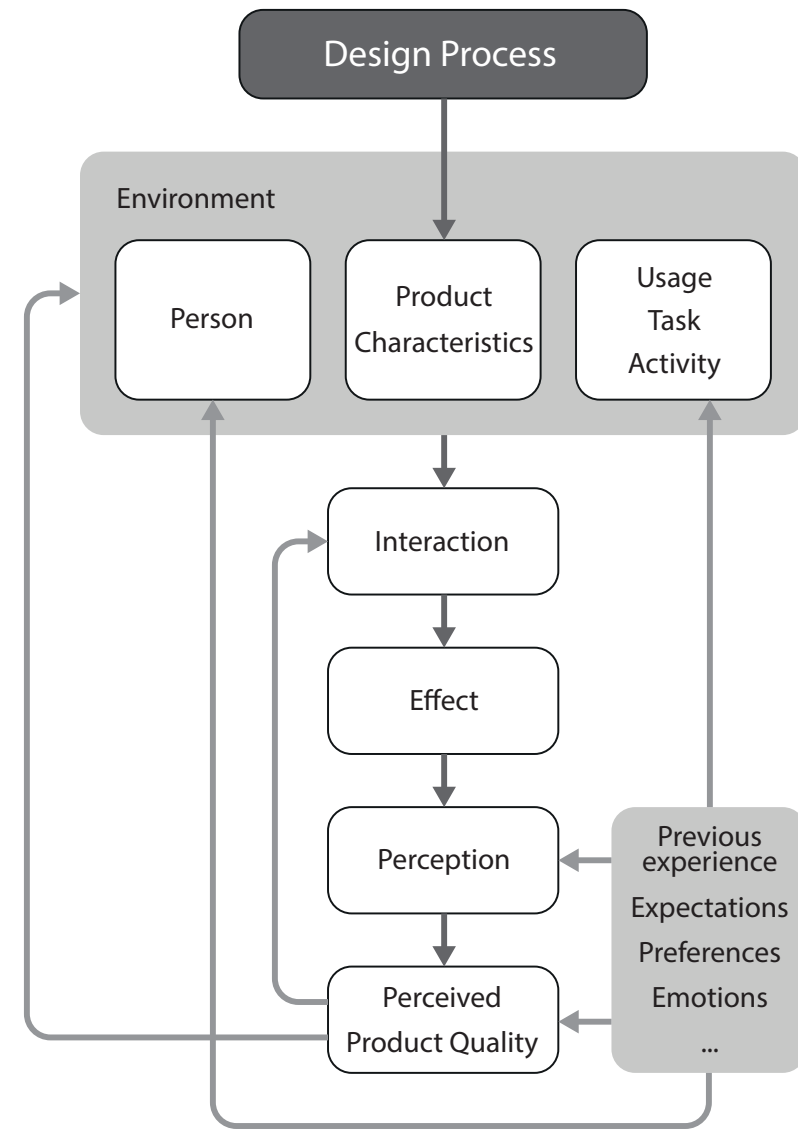 Design Process
Environment
Person
Product
Characteristics
Usage
Task
Activity
Interaction
Effect
Perception
Previous
experience
Expectations
Preferences
Emotions
...
Perceived
Product Quality